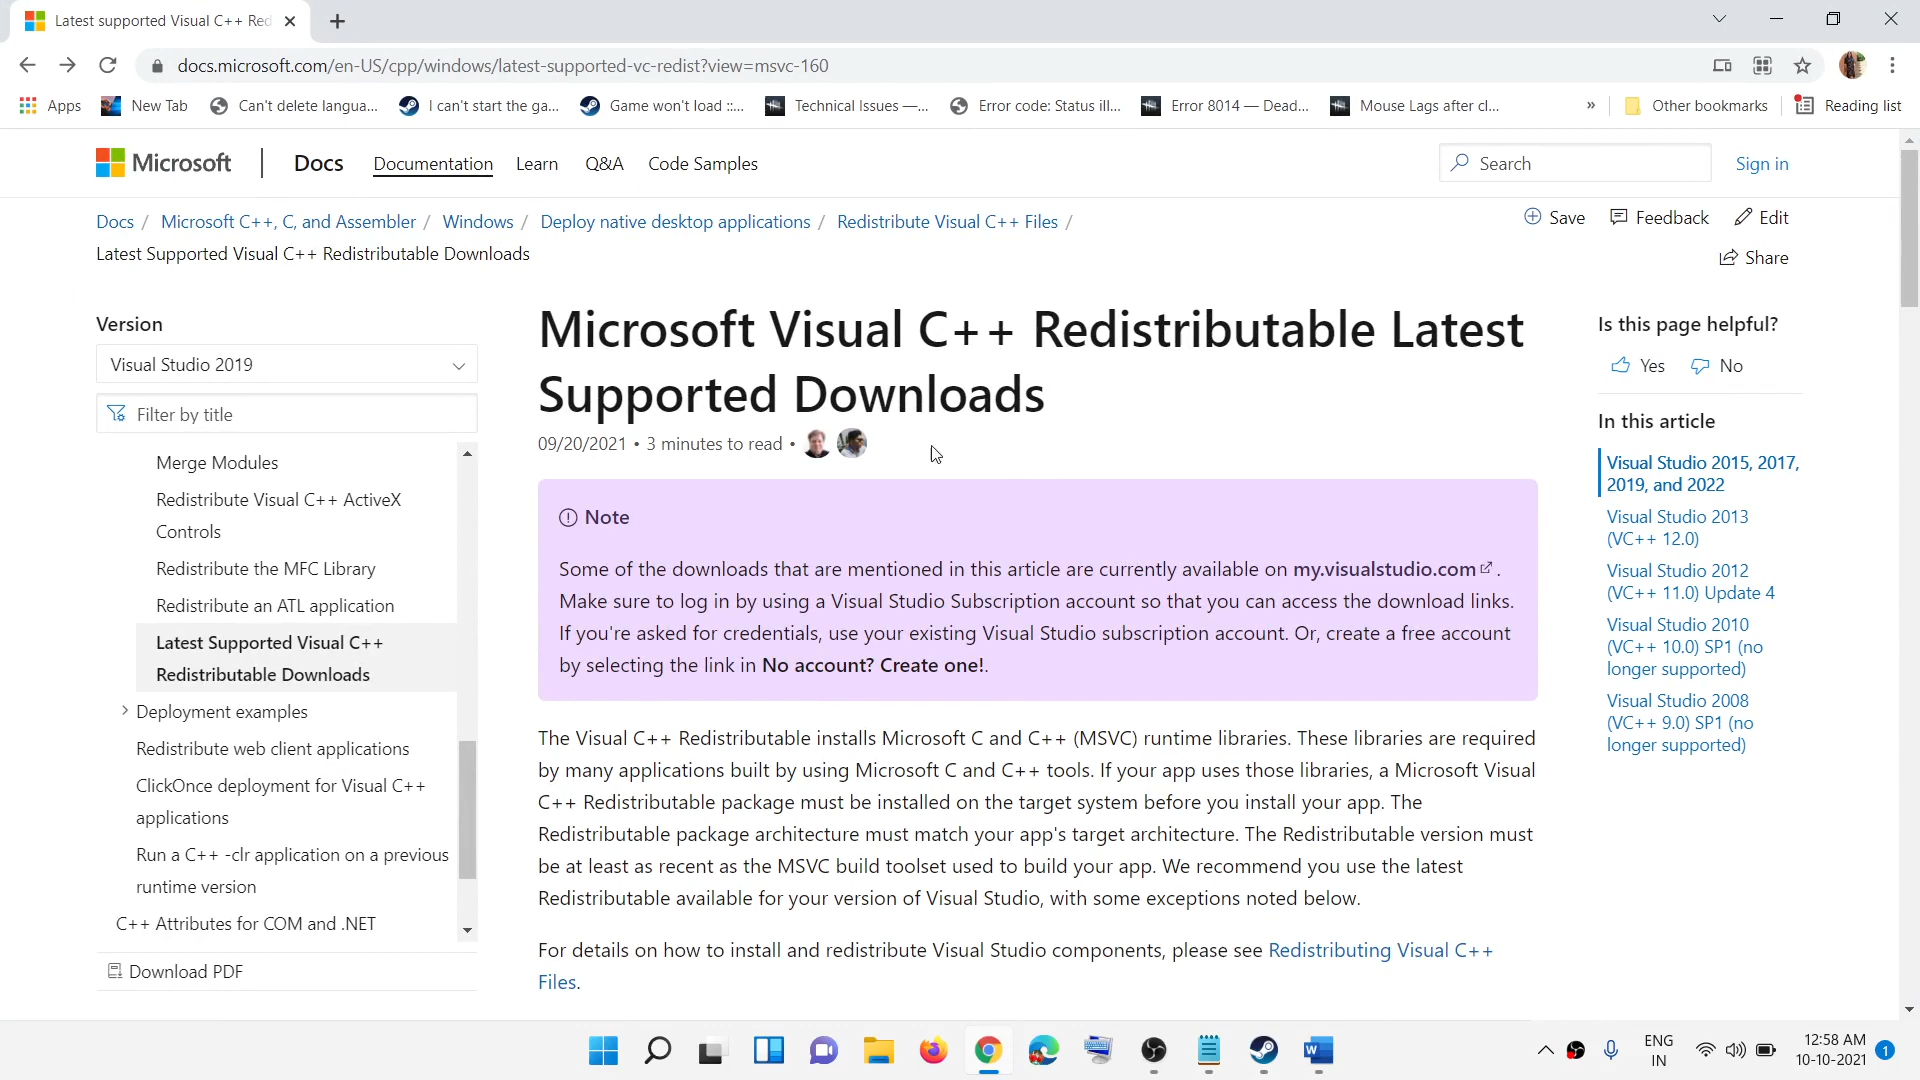 Latest supported Visual C++ Red
docs.microsoft.com/en-US/cpp/windows/latest-supported-vc-redist?view=msvc-160
Apps New Tab Can't delete langua... I can't start the ga... Game won't load ::... Technical Issues —... Error code: Status ill... Error 8014 — Dead... Mouse Lags after cl... » Other bookmarks Reading list
Microsoft Docs Documentation Learn Q&A Code Samples Search Sign in
Docs / Microsoft C++, C, and Assembler / Windows / Deploy native desktop applications / Redistribute Visual C++ Files /
Latest Supported Visual C++ Redistributable Downloads
Save Feedback Edit
Share
Version
Visual Studio 2019
Filter by title
Merge Modules
Redistribute Visual C++ ActiveX
Controls
Redistribute the MFC Library
Redistribute an ATL application
Latest Supported Visual C++
Redistributable Downloads
Deployment examples
Redistribute web client applications
ClickOnce deployment for Visual C++
applications
Run a C++ -clr application on a previous
runtime version
C++ Attributes for COM and .NET
Download PDF
Microsoft Visual C++ Redistributable Latest
Supported Downloads
09/20/2021 • 3 minutes to read •
Note
Some of the downloads that are mentioned in this article are currently available on my.visualstudio.com.
Make sure to log in by using a Visual Studio Subscription account so that you can access the download links.
If you're asked for credentials, use your existing Visual Studio subscription account. Or, create a free account
by selecting the link in No account? Create one!.
The Visual C++ Redistributable installs Microsoft C and C++ (MSVC) runtime libraries. These libraries are required
by many applications built by using Microsoft C and C++ tools. If your app uses those libraries, a Microsoft Visual
C++ Redistributable package must be installed on the target system before you install your app. The
Redistributable package architecture must match your app's target architecture. The Redistributable version must
be at least as recent as the MSVC build toolset used to build your app. We recommend you use the latest
Redistributable available for your version of Visual Studio, with some exceptions noted below.
For details on how to install and redistribute Visual Studio components, please see Redistributing Visual C++
Files.
Is this page helpful?
Yes No
In this article
Visual Studio 2015, 2017,
2019, and 2022
Visual Studio 2013
(VC++ 12.0)
Visual Studio 2012
(VC++ 11.0) Update 4
Visual Studio 2010
(VC++ 10.0) SP1 (no
longer supported)
Visual Studio 2008
(VC++ 9.0) SP1 (no
longer supported)
ENG
IN
12:58 AM
10-10-2021
1